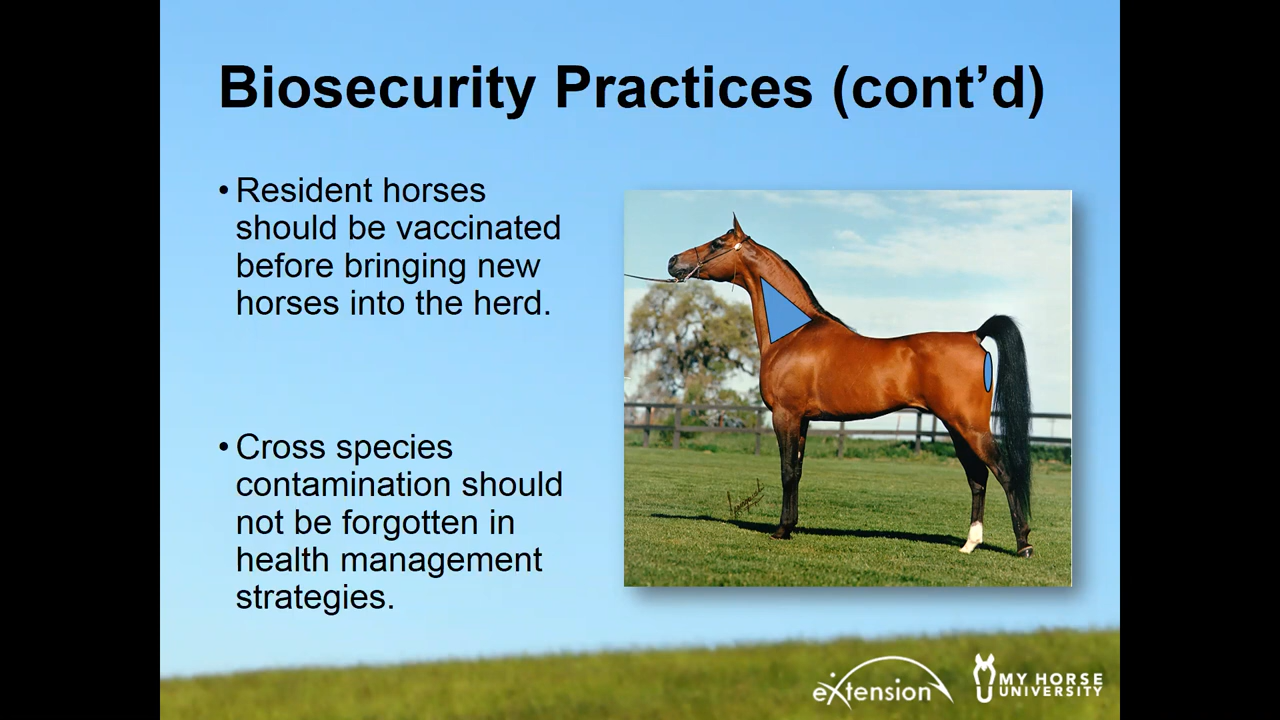 Biosecurity Practices (cont’d)
• Resident horses
should be vaccinated
before bringing new
horses into the herd.
• Cross species
contamination should
not be forgotten in
health management
strategies.
eXtension
MY HORSE
UNIVERSITY